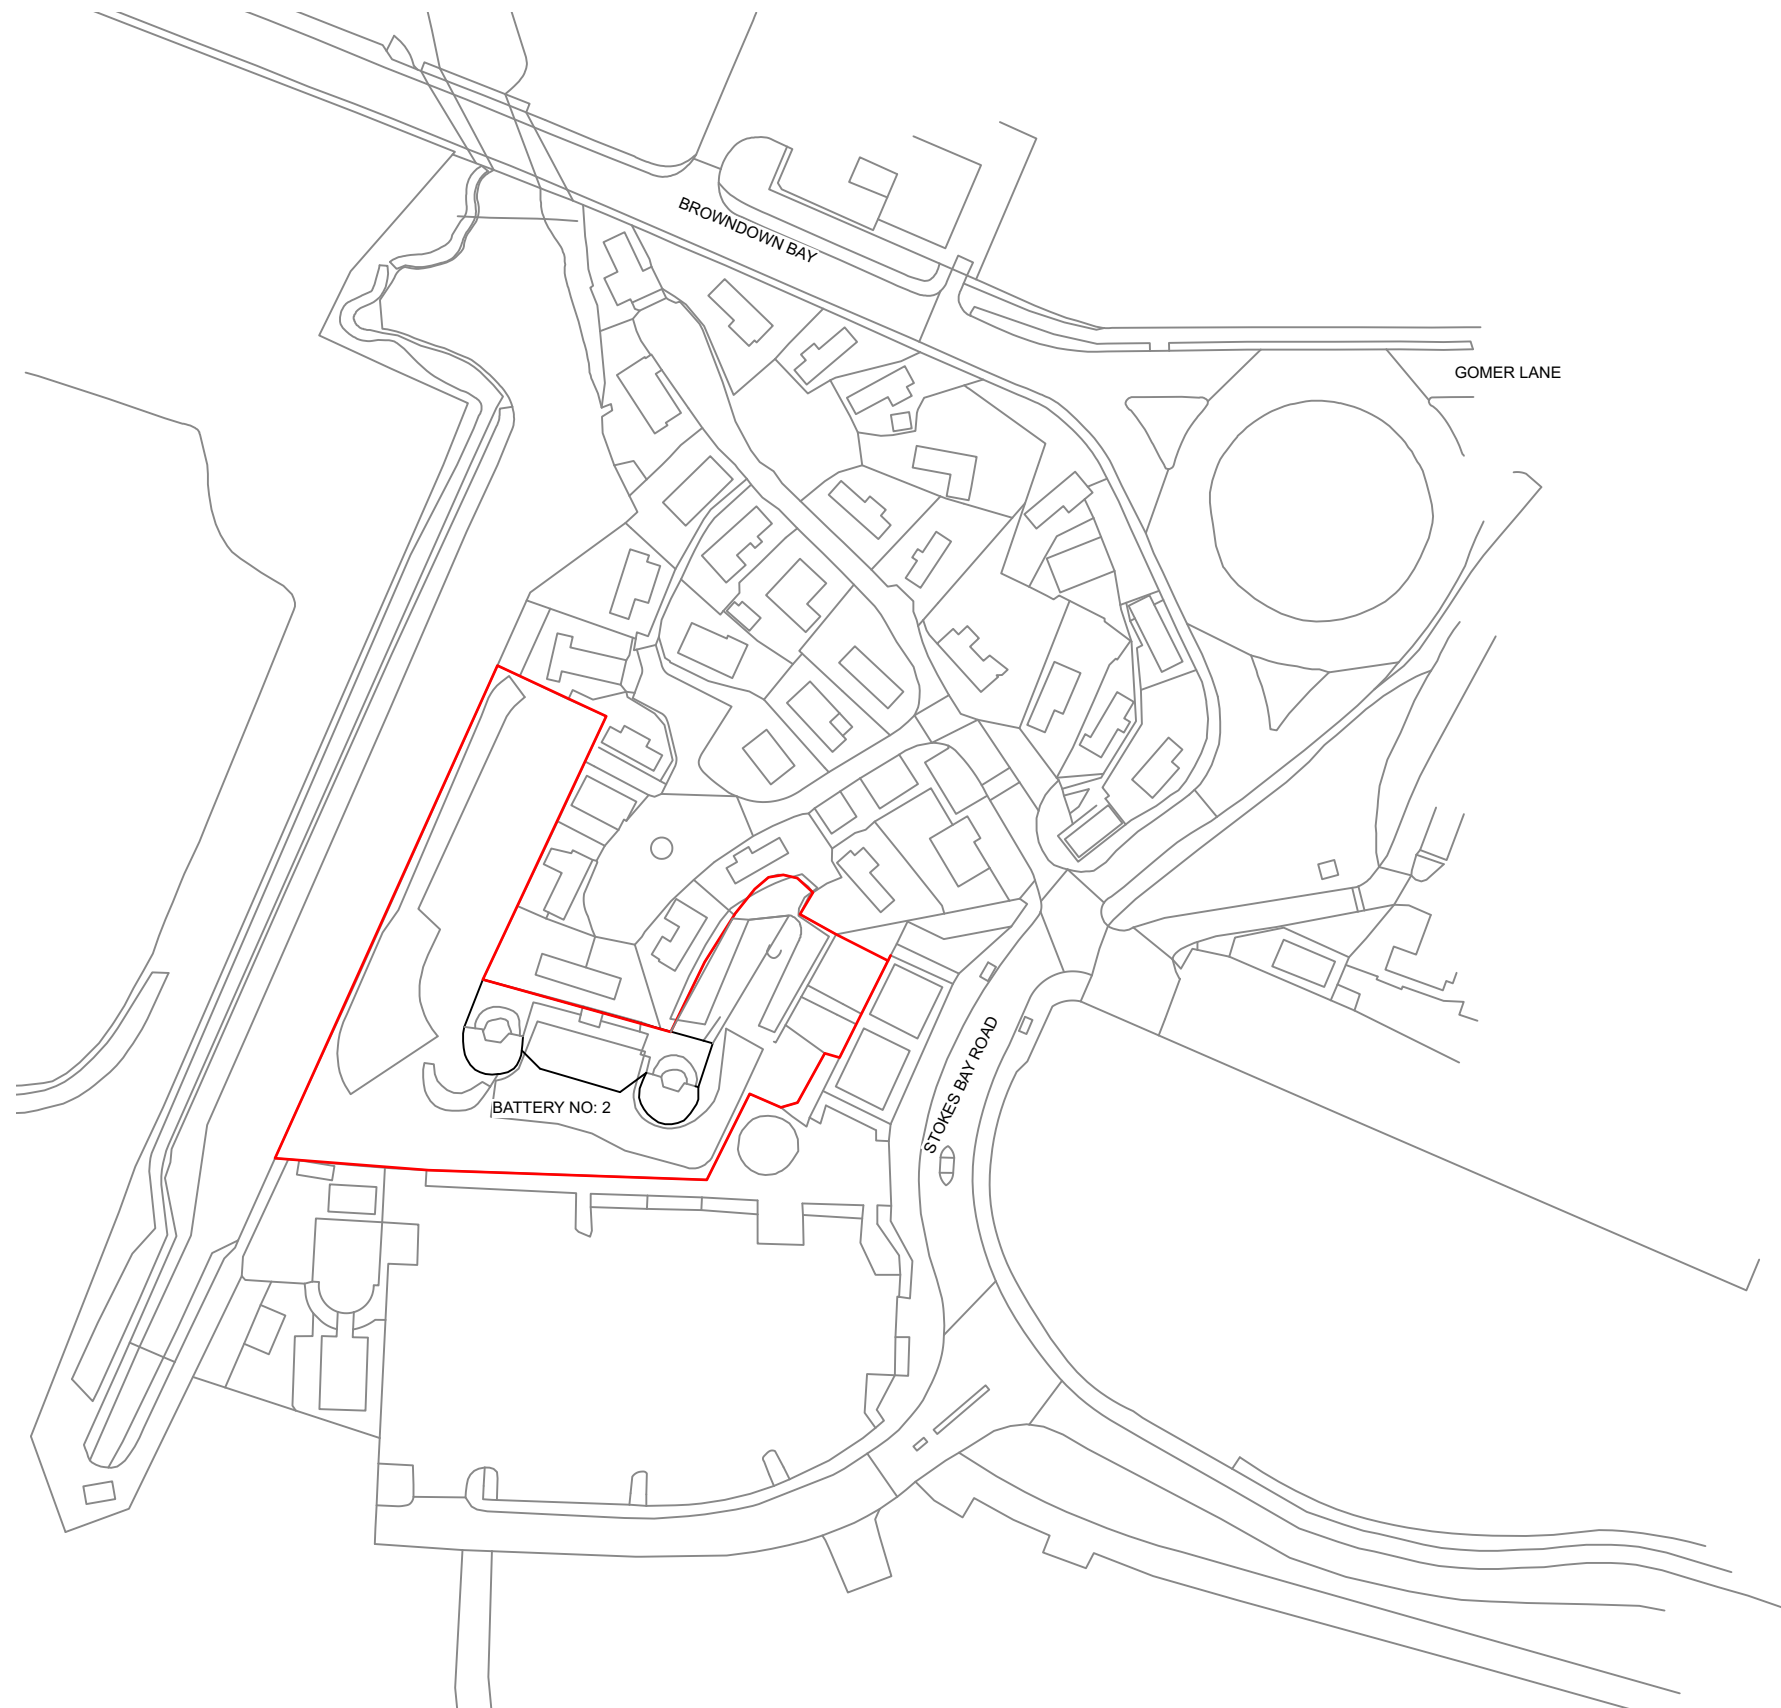 BROWNDOWN BAY
GOMER LANE
STOKES BAY ROAD
BATTERY NO: 2